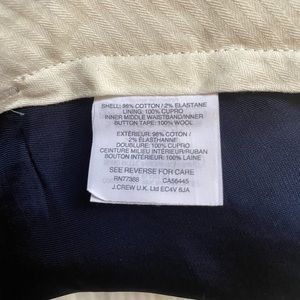 SHELL: 98% COTTON / 2% ELASTANE
LINING: 100% CUPRO
INNER MIDDLE WAISTBAND/INNER
BUTTON TAPE: 100% WOOL
EXTÉRIEUR: 98% COTON /
2% ÉLASTHANNE
DOUBLURE: 100% CUPRO
CEINTURE MILIEU INTÉRIEUR/RUBAN
BOUTON INTÉRIEUR: 100% LAINE
SEE REVERSE FOR CARE
RN77388 CA56445
J.CREW U.K. Ltd EC4V 6JA